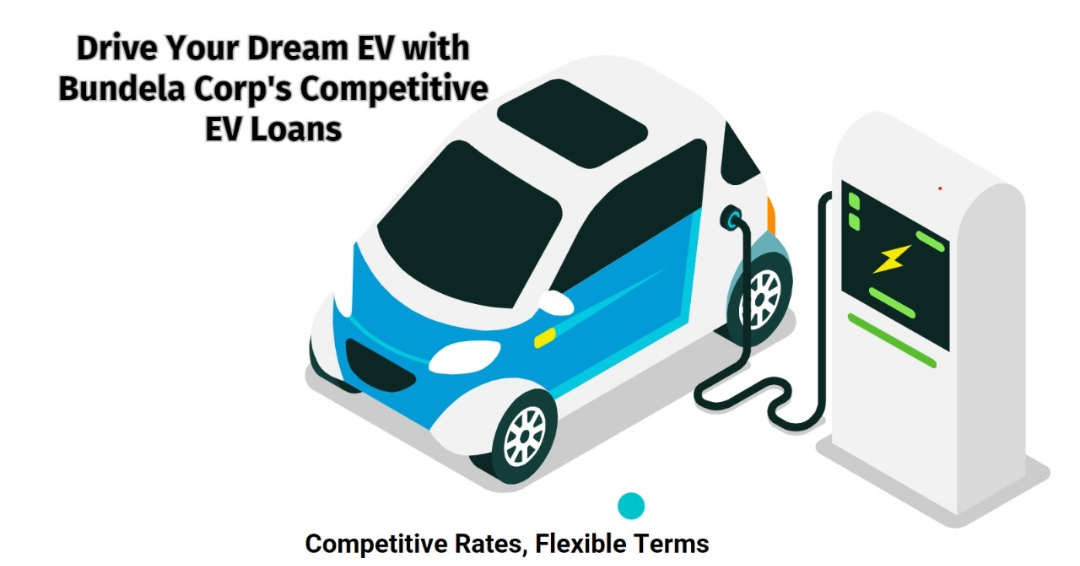 Drive Your Dream EV with
Bundela Corp's Competitive
EV Loans
Competitive Rates, Flexible Terms